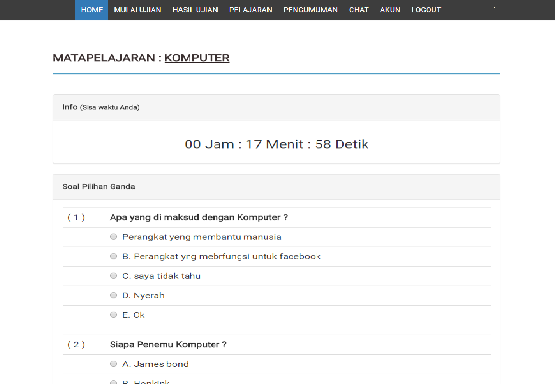 HOME MULAI UJIAN HASIL UJIAN PELAJARAN PENGUMUMAN CHAT AKUN LOGOUT
MATAPELAJARAN : KOMPUTER
Info (Sisa waktu Anda)
00 Jam : 17 Menit : 58 Detik
Soal Pilihan Ganda
( 1 ) Apa yang di maksud dengan Komputer ?
Perangkat yeng membantu manusia
B. Perangkat yng mebrfungsi untuk facebook
C. saya tidak tahu
D. Nyerah
E. Ok
( 2 ) Siapa Penemu Komputer ?
A. James bond
B.